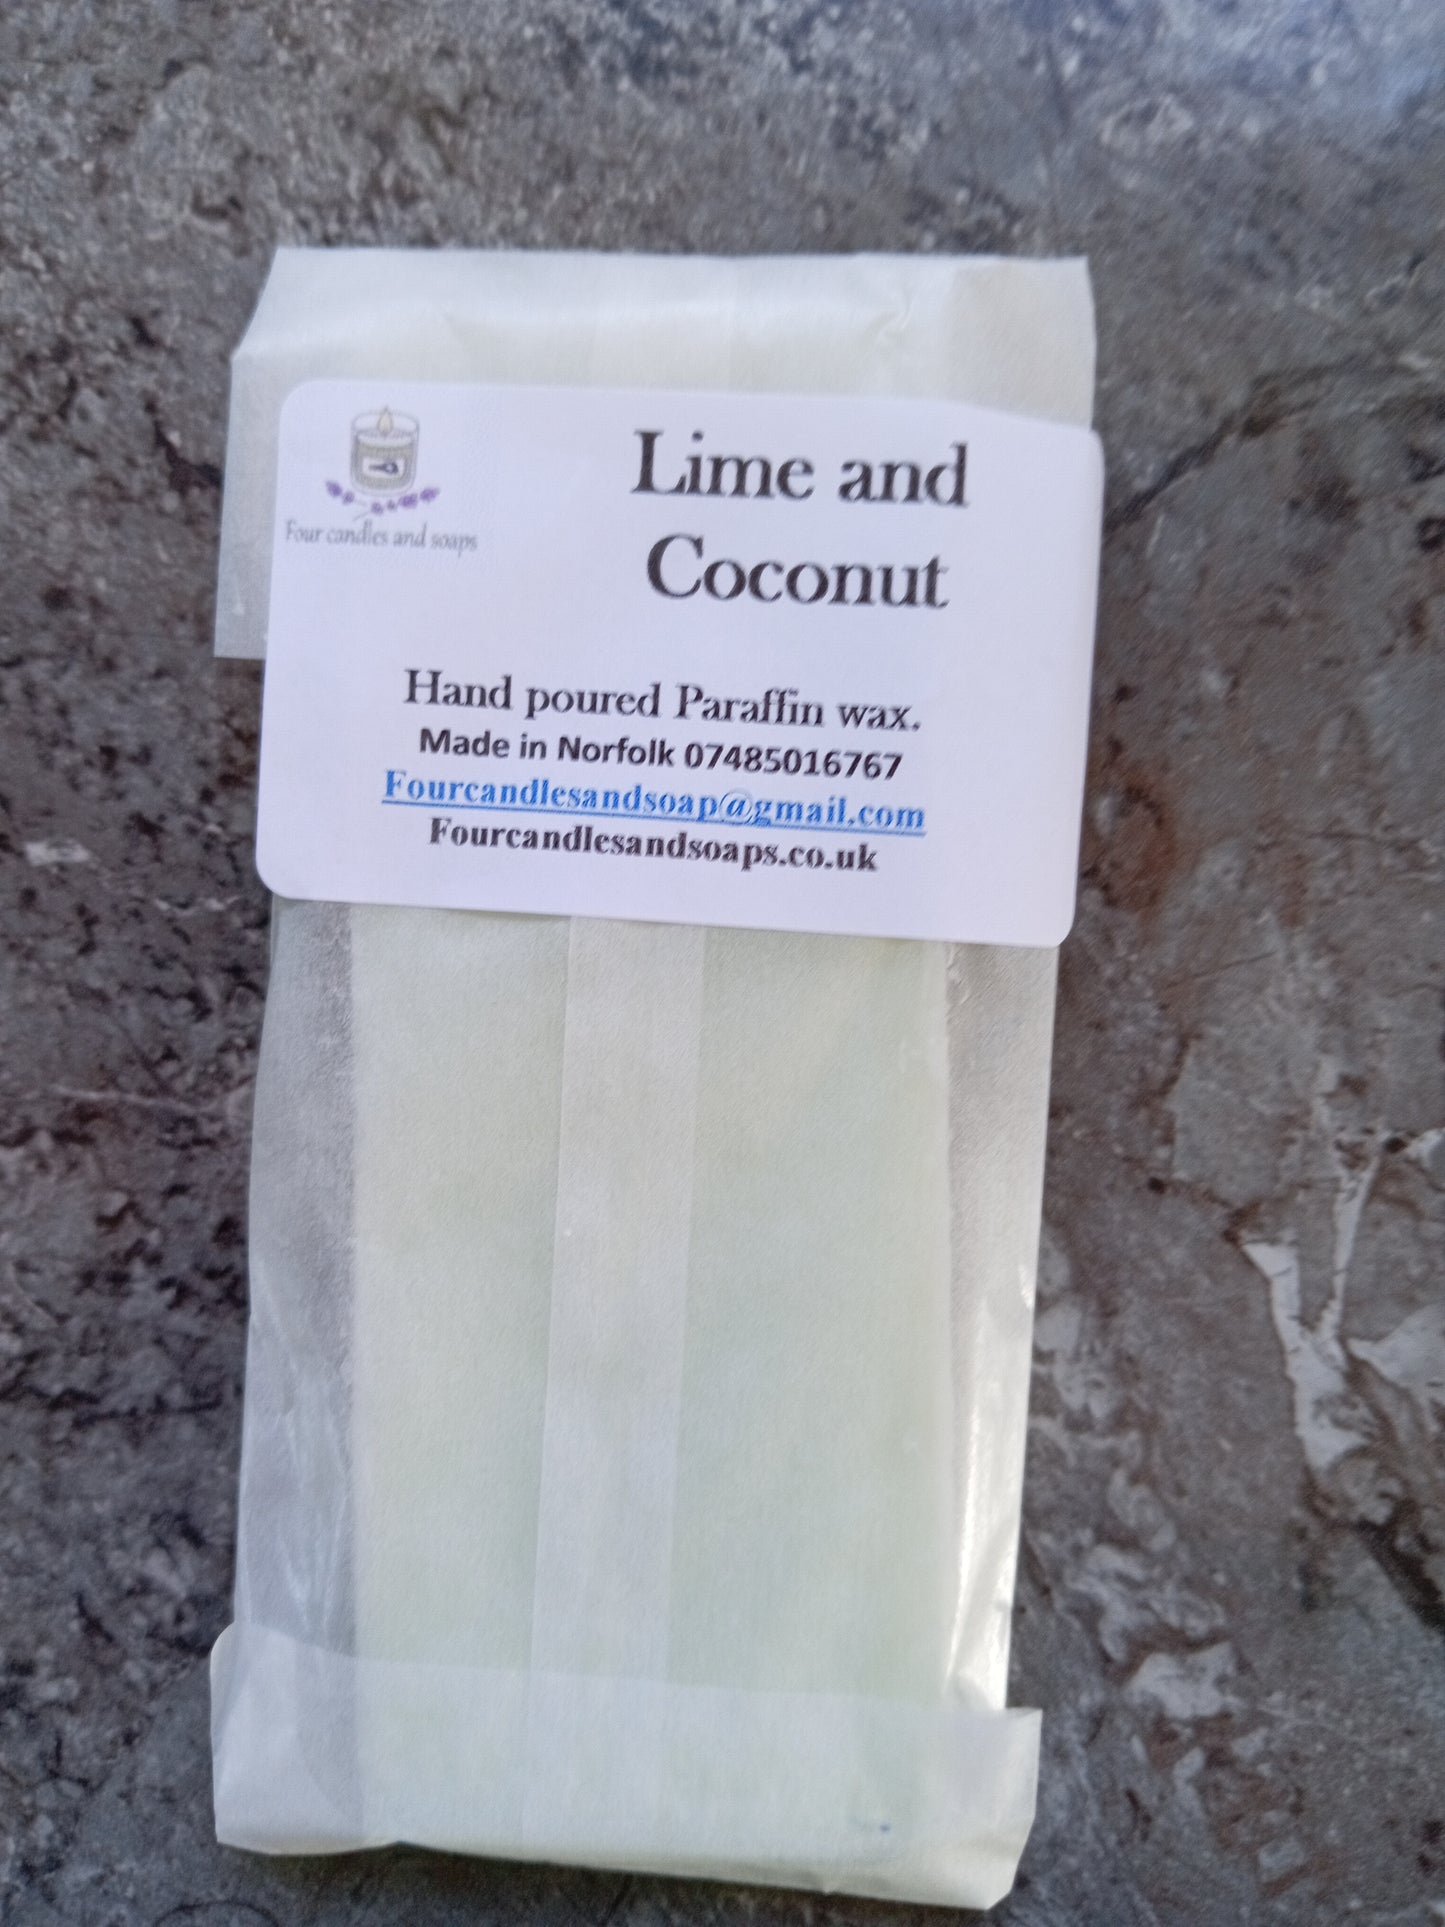 Lime and
Coconut
Four candles and soaps
Hand poured Paraffin wax.
Made in Norfolk 07485016767
Fourcandlesandsoap@gmail.com
Fourcandlesandsoaps.co.uk